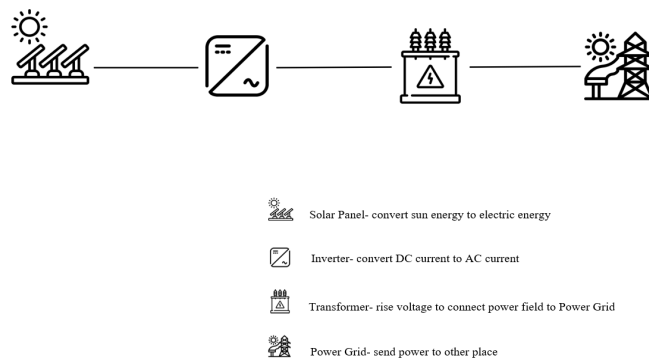 Solar Panel- convert sun energy to electric energy
Inverter- convert DC current to AC current
Transformer- rise voltage to connect power field to Power Grid
Power Grid- send power to other place